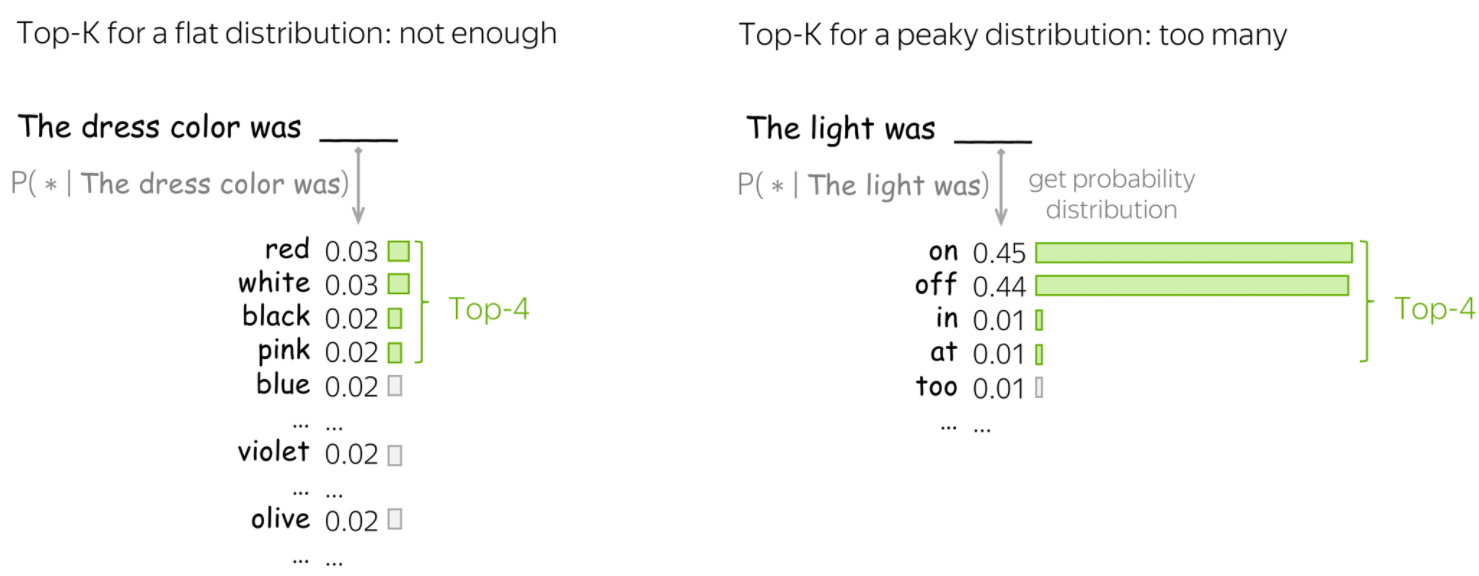 Top-K for a flat distribution: not enough
The dress color was ____
P( * | The dress color was)
red 0.03
white 0.03
black 0.02
pink 0.02
Top-4
blue 0.02
... ...
violet 0.02
... ...
olive 0.02
... ...
Top-K for a peaky distribution: too many
The light was ____
P( * | The light was)
get probability
distribution
on 0.45
off 0.44
in 0.01
at 0.01
Top-4
too 0.01
... ...